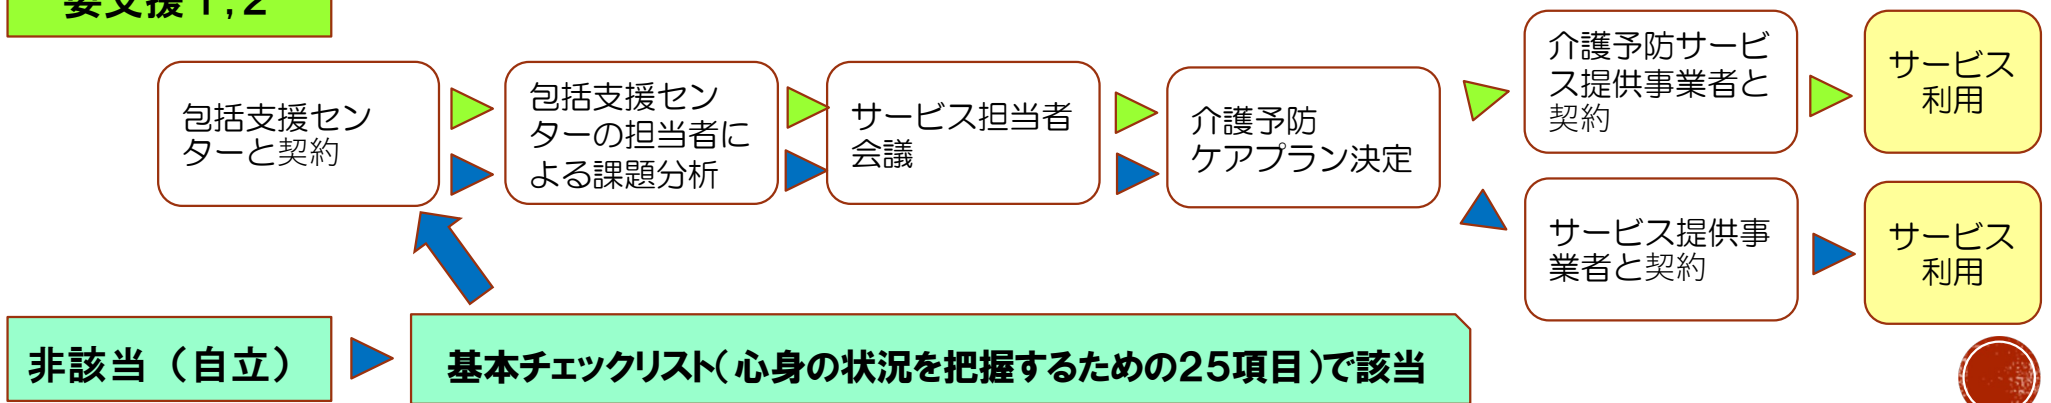 要支援1,2
包括支援セン
ターと契約
包括支援セン
ターの担当者に
よる課題分析
サービス担当者
会議
介護予防
ケアプラン決定
介護予防サービ
ス提供事業者と
契約
サービス
利用
サービス提供事
業者と契約
サービス
利用
非該当（自立）
基本チェックリスト（心身の状況を把握するための25項目）で該当